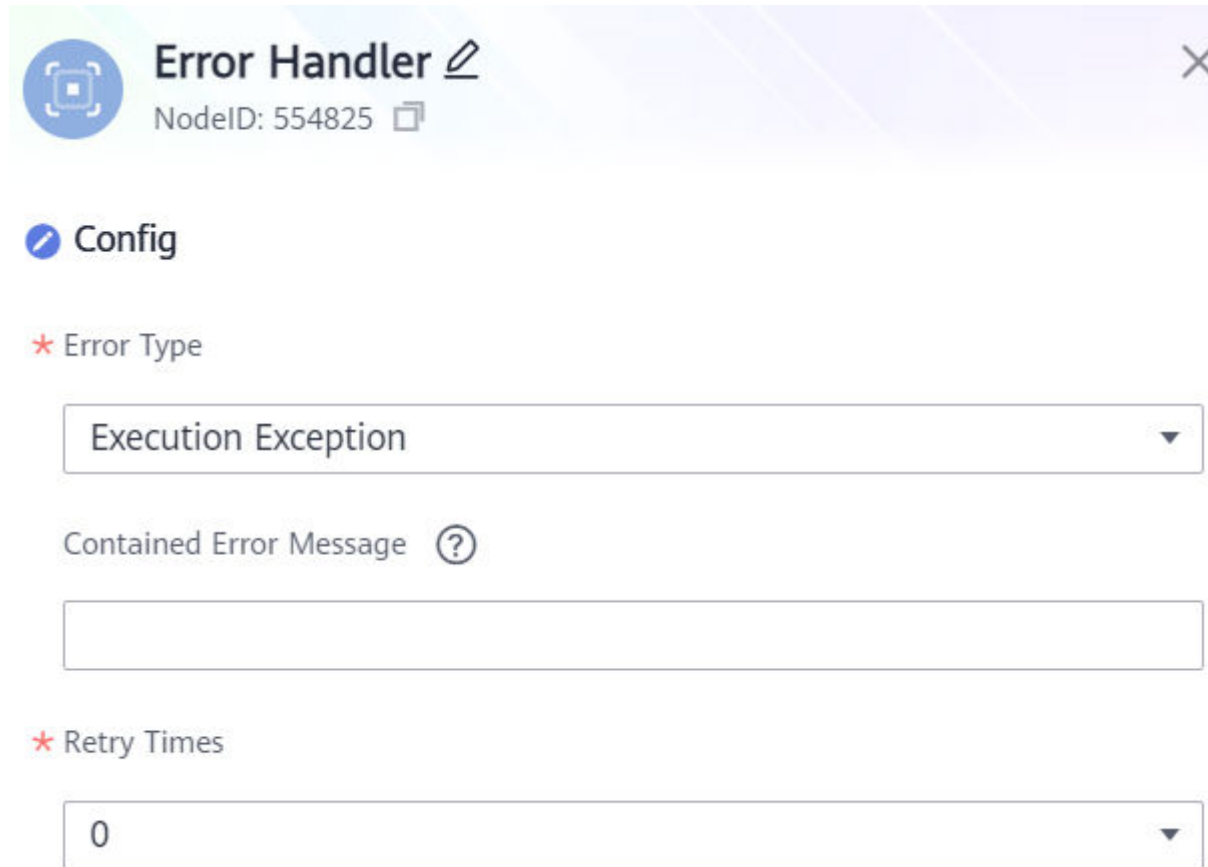 Error Handler
NodeID: 554825
Config
* Error Type
Execution Exception
Contained Error Message ?
* Retry Times
0